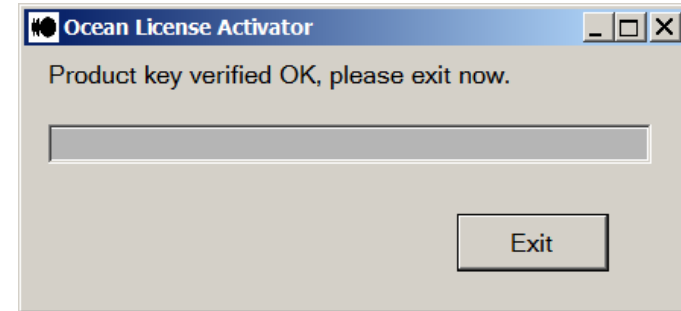 Ocean License Activator
Product key verified OK, please exit now.
Exit